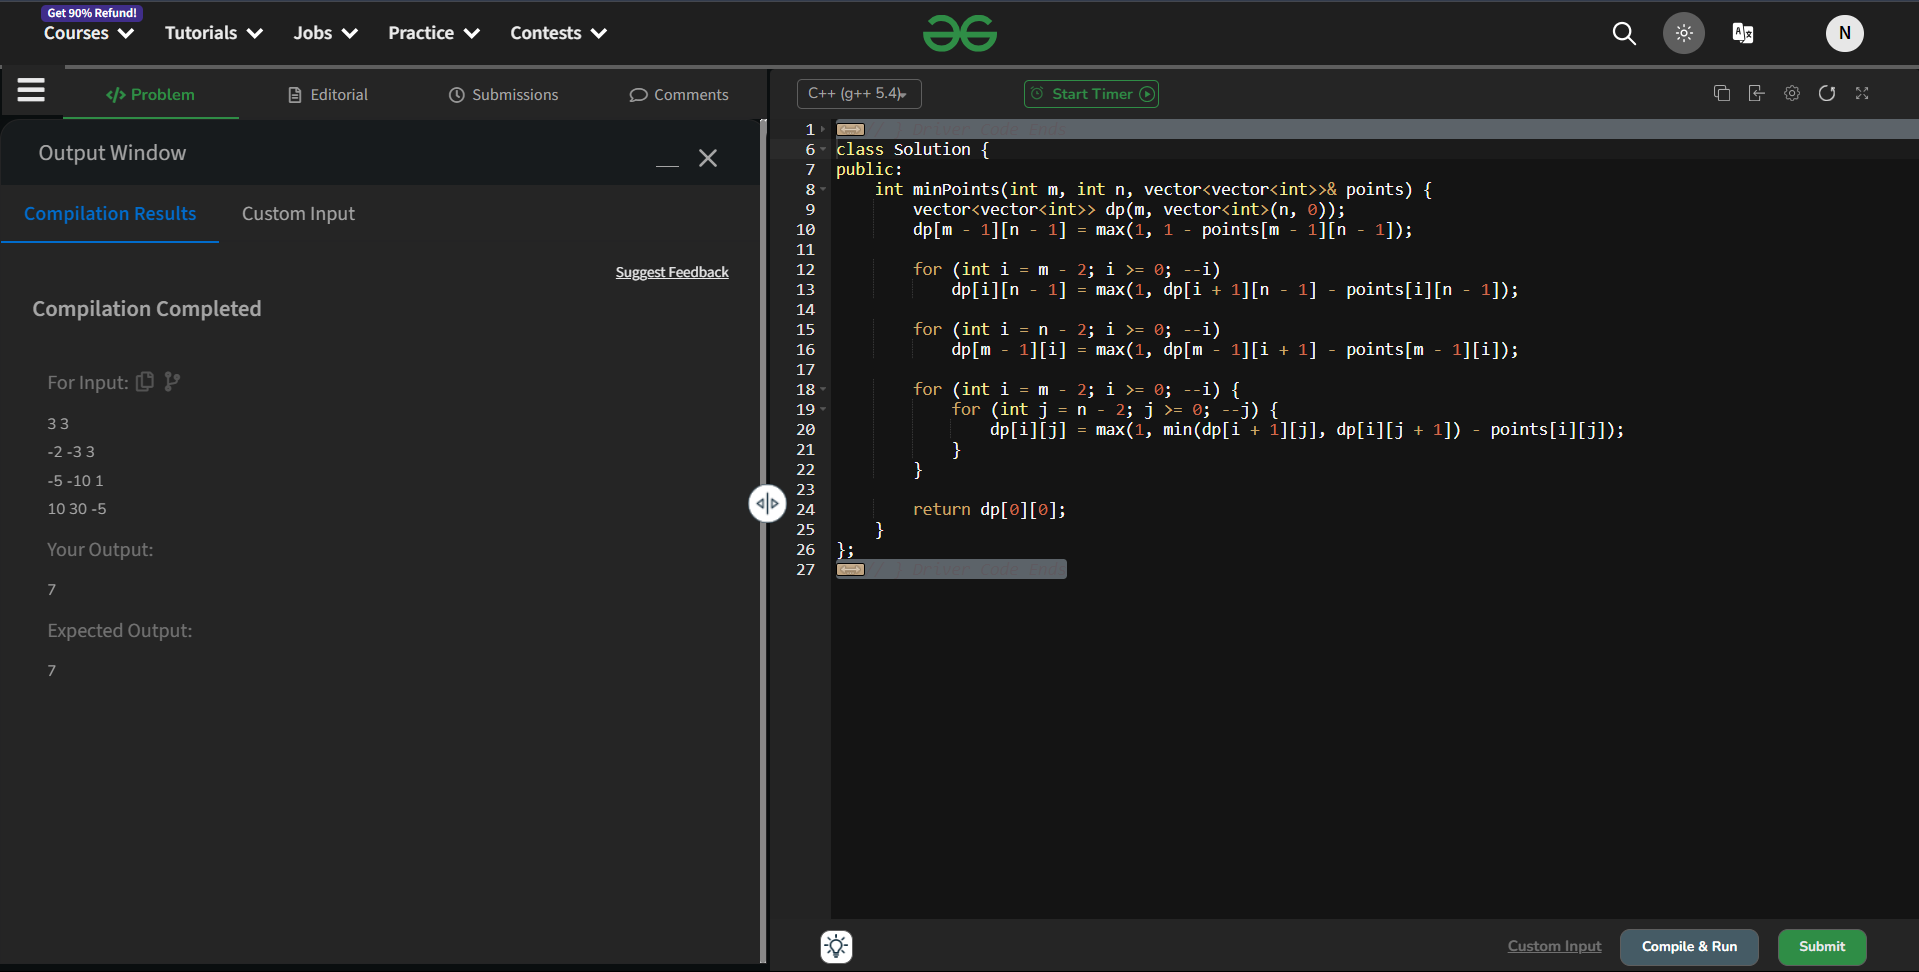 Get 90% Refund!
Courses Tutorials Jobs Practice Contests
N
</> Problem Editorial Submissions Comments
C++ (g++ 5.4) Start Timer
Output Window
Compilation Results Custom Input
Suggest Feedback
Compilation Completed
For Input:
3 3
-2 -3 3
-5 -10 1
10 30 -5
Your Output:
7
Expected Output:
7
1 // } Driver Code Ends
6 class Solution {
7 public:
8 int minPoints(int m, int n, vector<vector<int>>& points) {
9 vector<vector<int>> dp(m, vector<int>(n, 0));
10 dp[m - 1][n - 1] = max(1, 1 - points[m - 1][n - 1]);
11
12 for (int i = m - 2; i >= 0; --i)
13 dp[i][n - 1] = max(1, dp[i + 1][n - 1] - points[i][n - 1]);
14
15 for (int i = n - 2; i >= 0; --i)
16 dp[m - 1][i] = max(1, dp[m - 1][i + 1] - points[m - 1][i]);
17
18 for (int i = m - 2; i >= 0; --i) {
19 for (int j = n - 2; j >= 0; --j) {
20 dp[i][j] = max(1, min(dp[i + 1][j], dp[i][j + 1]) - points[i][j]);
21 }
22 }
23
24 return dp[0][0];
25 }
26 };
27 // } Driver Code Ends
Custom Input Compile & Run Submit